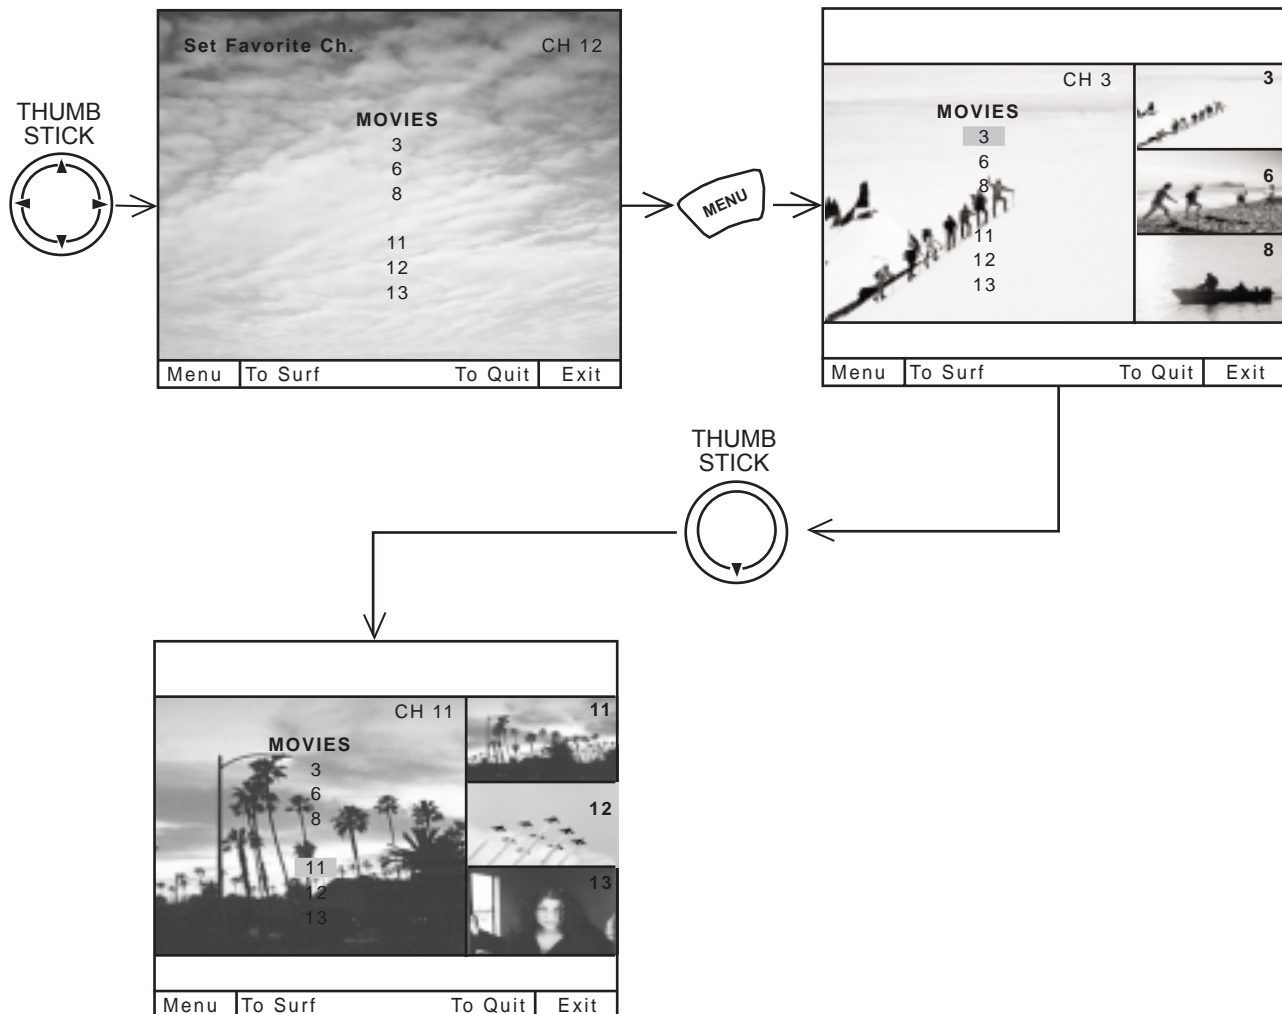 THUMB
STICK
Set Favorite Ch. CH 12
MOVIES
3
6
8
11
12
13
Menu To Surf To Quit Exit
MENU
CH 3
MOVIES
3
6
8
11
12
13
3
6
8
Menu To Surf To Quit Exit
THUMB
STICK
CH 11
MOVIES
3
6
8
11
12
13
11
12
13
Menu To Surf To Quit Exit